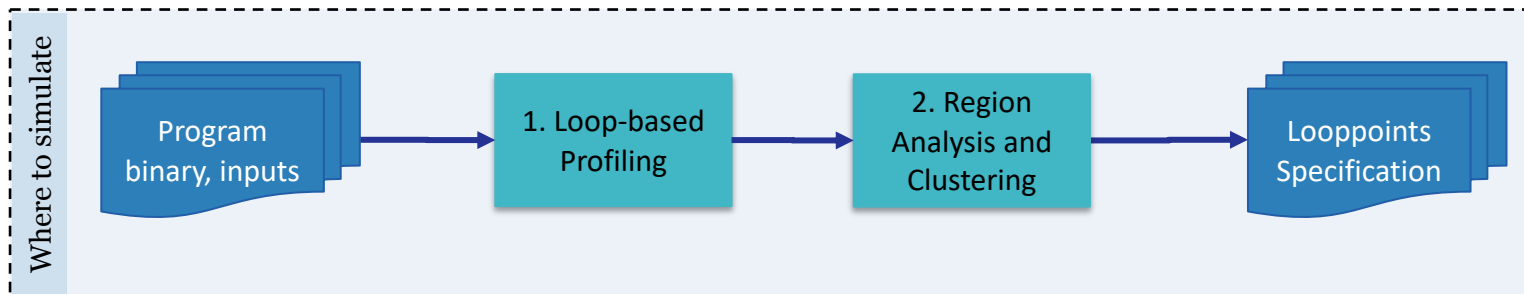 Where to simulate
Program
binary, inputs
1. Loop-based
Profiling
2. Region
Analysis and
Clustering
Looppoints
Specification